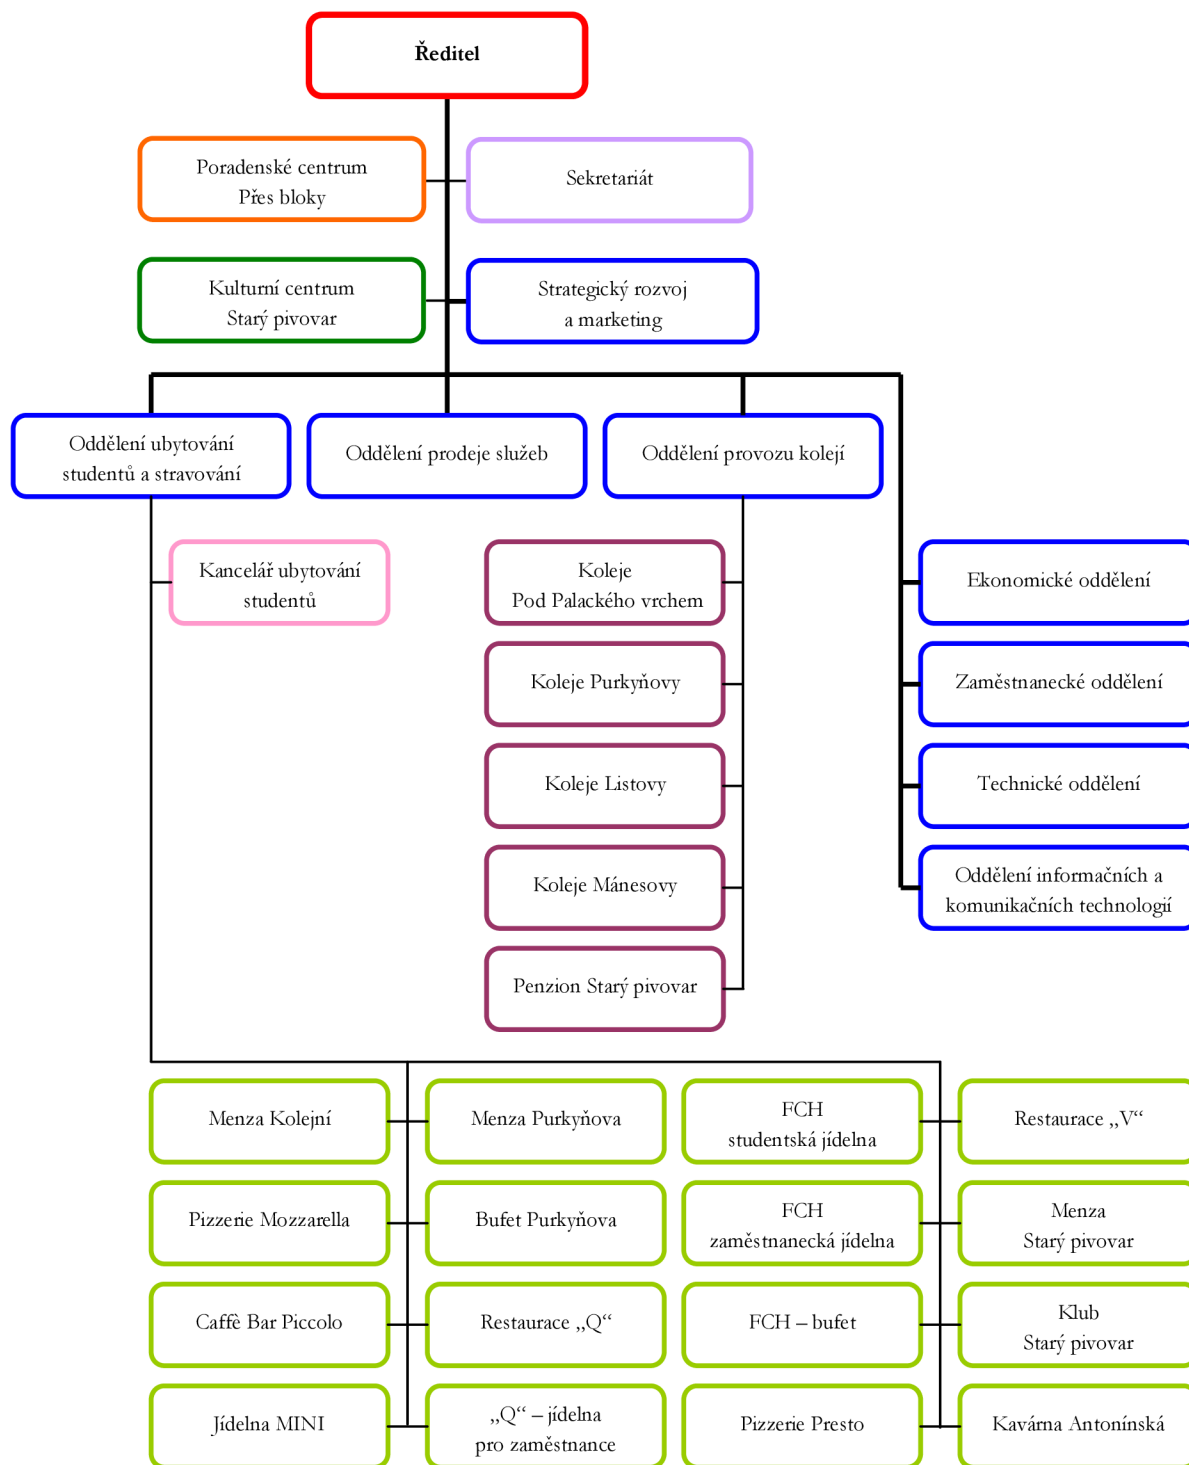 Ředitel
Poradenské centrum
Přes bloky
Sekretariát
Kulturní centrum
Starý pivovar
Strategický rozvoj
a marketing
Oddělení ubytování
studentů a stravování
Oddělení prodeje služeb
Oddělení provozu kolejí
Kancelář ubytování
studentů
Koleje
Pod Palackého vrchem
Ekonomické oddělení
Koleje Purkyňovy
Zaměstnanecké oddělení
Koleje Listovy
Technické oddělení
Koleje Mánesovy
Oddělení informačních a
komunikačních technologií
Penzion Starý pivovar
Menza Kolejní
Menza Purkyňova
FCH
studentská jídelna
Restaurace „V“
Pizzerie Mozzarella
Bufet Purkyňova
FCH
zaměstnanecká jídelna
Menza
Starý pivovar
Caffè Bar Piccolo
Restaurace „Q“
FCH – bufet
Klub
Starý pivovar
Jídelna MINI
„Q“ – jídelna
pro zaměstnance
Pizzerie Presto
Kavárna Antonínská